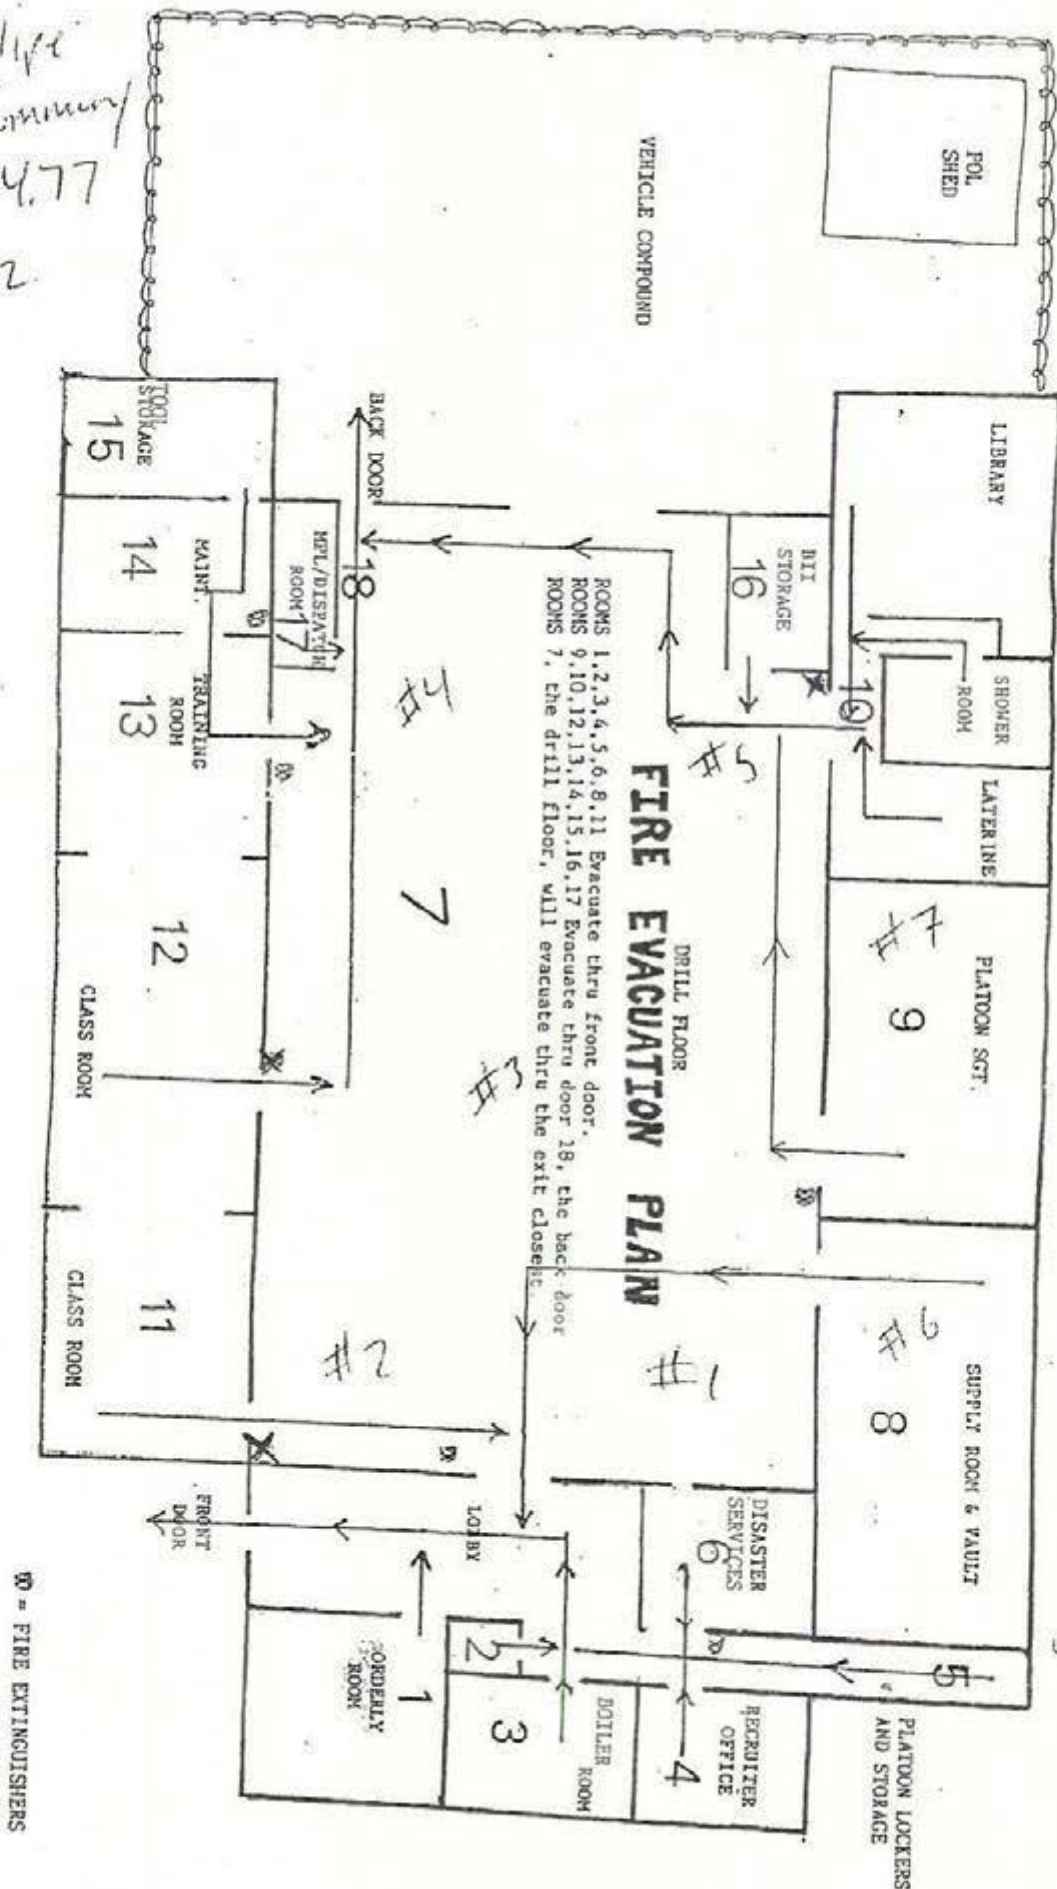 FIRE EVACUATION PLAN
DRILL FLOOR
ROOMS 1,2,3,4,5,6,8,11 Evacuate thru front door.
ROOMS 9,10,12,13,14,15,16,17 Evacuate thru door 18, the back door
ROOMS 7, the drill floor, will evacuate thru the exit closest
POL
SHED
VEHICLE COMPOUND
LIBRARY
SHOWER
ROOM
LATERINE
10
PLATOON SGT.
#7
9
SUPPLY ROOM & VAULT
#6
8
PLATOON LOCKERS
AND STORAGE
5
BII
STORAGE
16
#5
#1
DISASTER
SERVICES
6
RECRUITER
OFFICE
4
BACK DOOR
18
#4
7
#3
#2
LOBBY
2
BOILER
ROOM
3
MPL/DISPATCH
ROOM
17
ORDERLY
ROOM
1
FRONT
DOOR
TOOL
STORAGE
15
MAINT.
14
TRAINING
ROOM
13
12
CLASS ROOM
11
CLASS ROOM
= FIRE EXTINGUISHERS